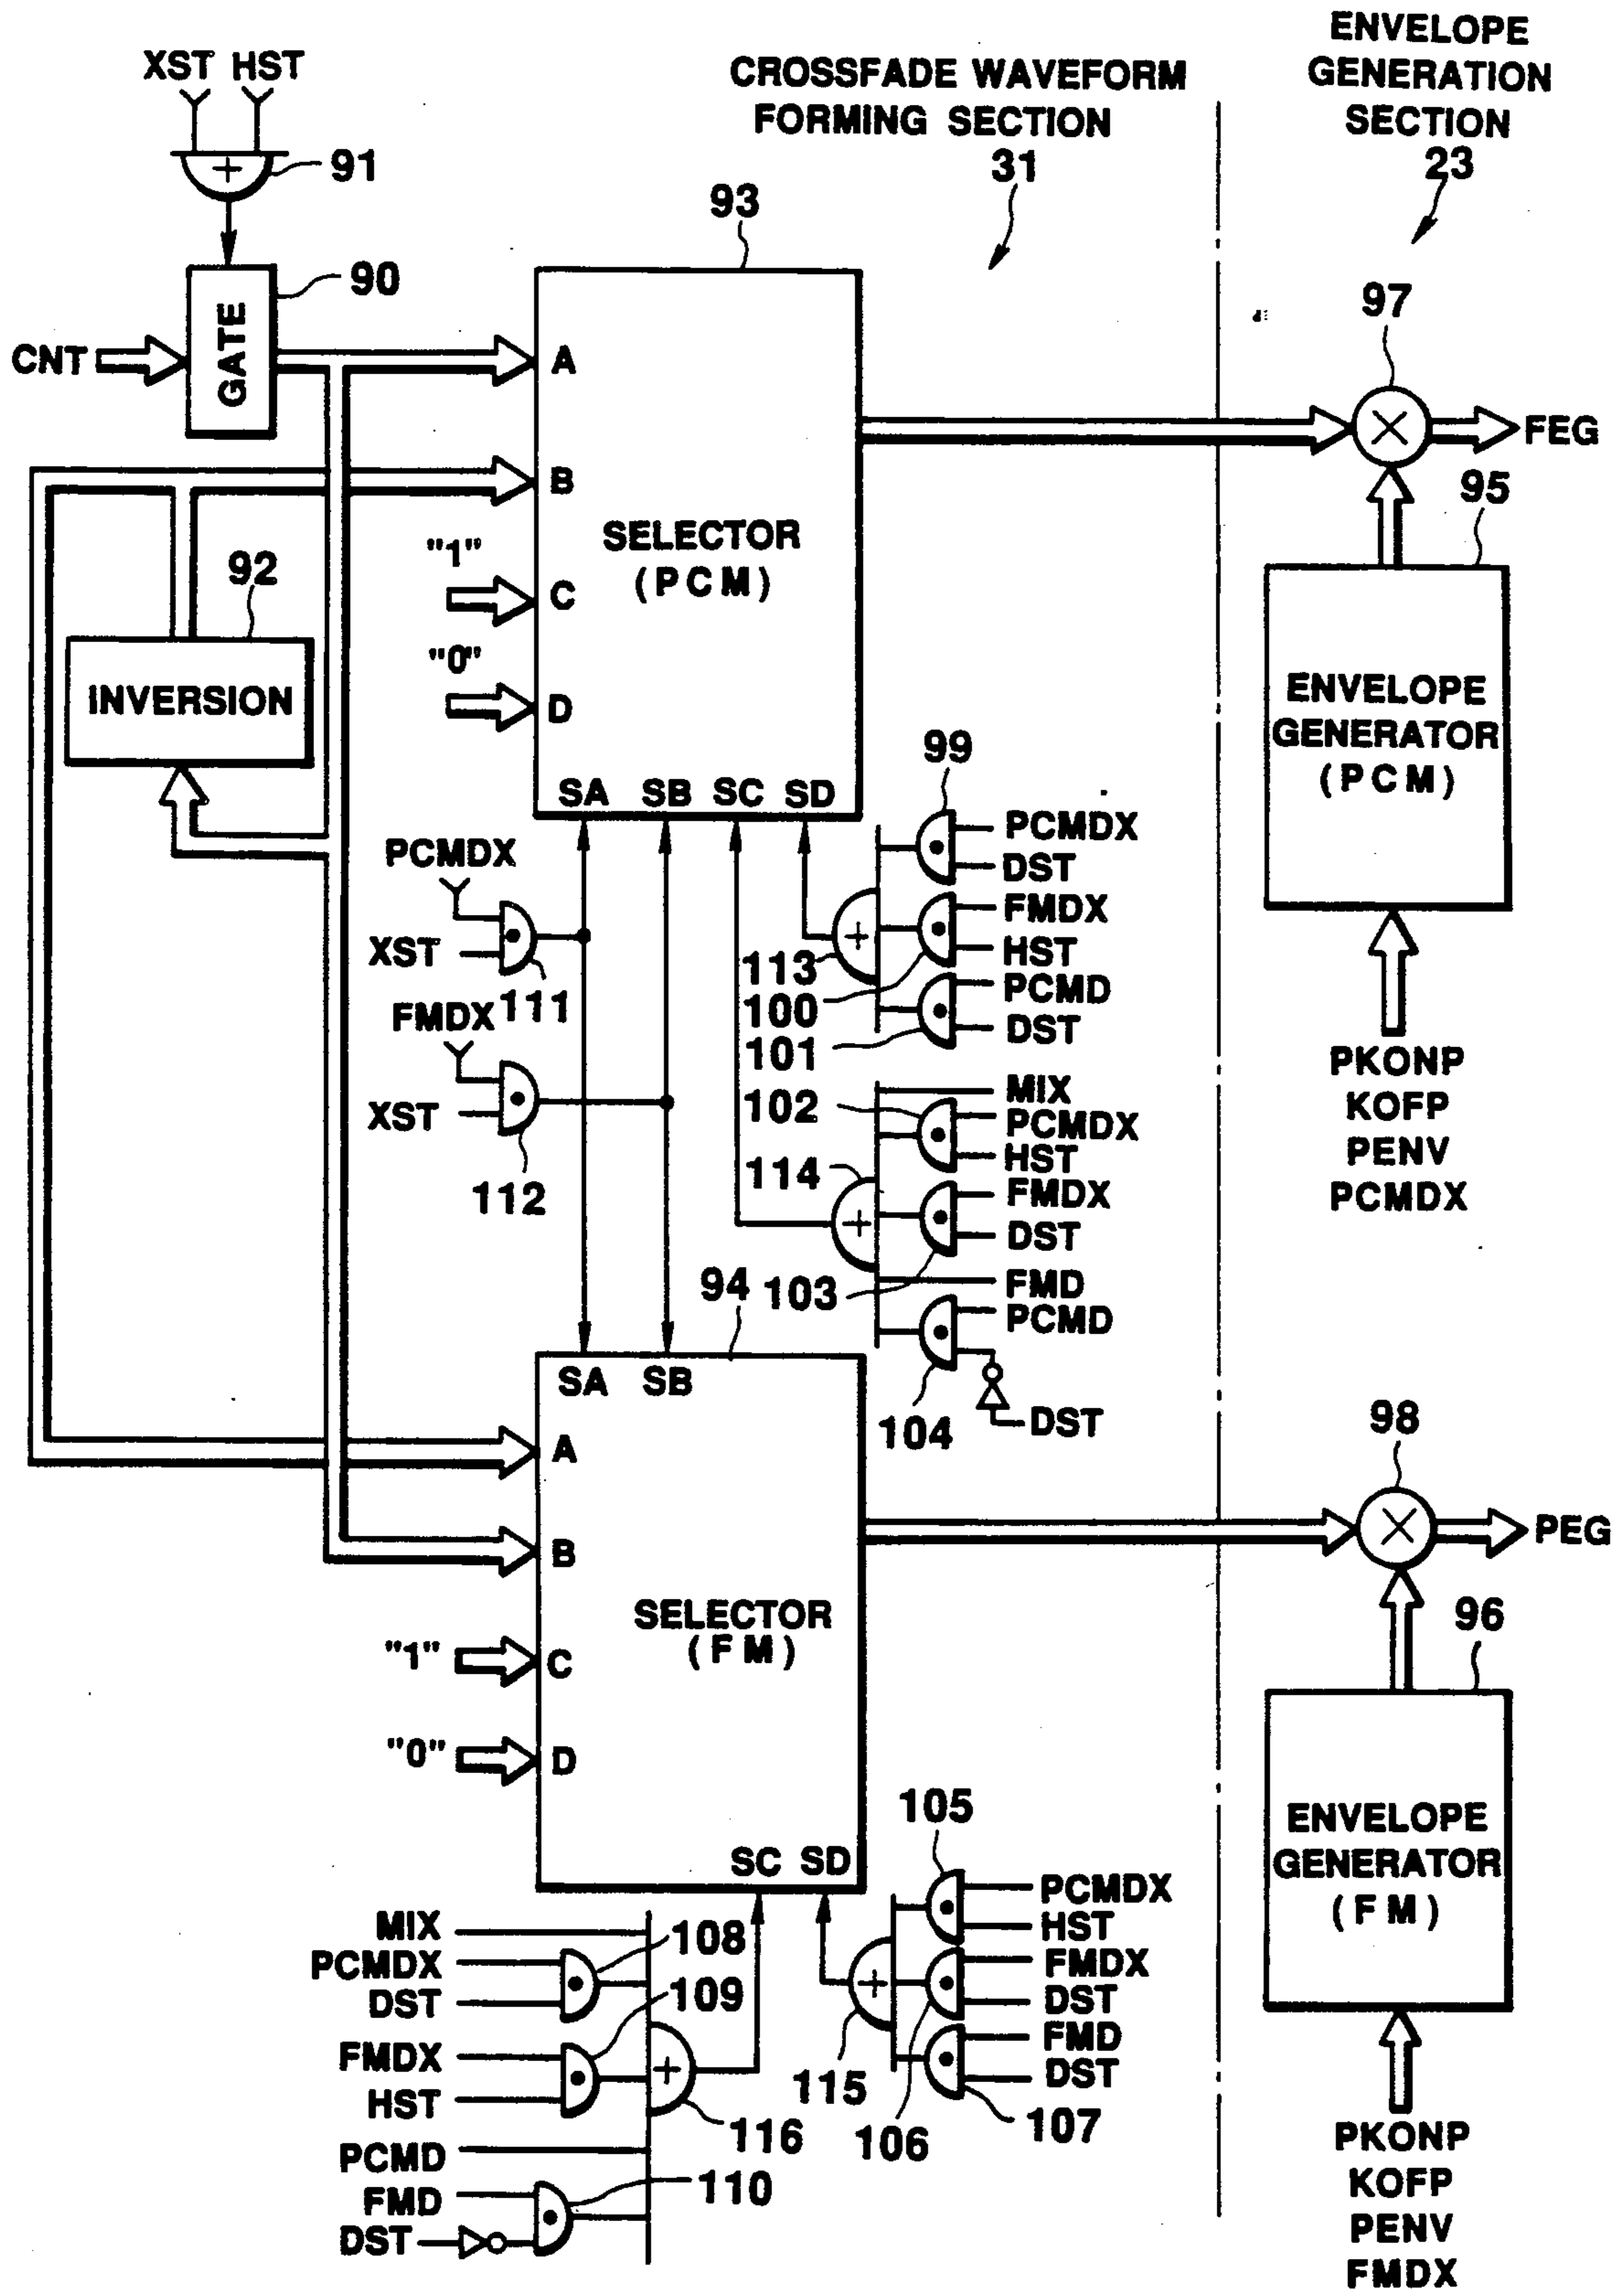 XST HST
91
CROSSFADE WAVEFORM
FORMING SECTION
31
ENVELOPE
GENERATION
SECTION
23
93
90
GATE
CNT
A
B
"1"
C
"0"
D
SELECTOR
(PCM)
SA SB SC SD
92
INVERSION
97
FEG
95
ENVELOPE
GENERATOR
(PCM)
PKONP
KOFP
PENV
PCMDX
PCMDX
XST
111
FMDX
XST
112
99
PCMDX
DST
FMDX
HST
113
100
PCMD
101
DST
MIX
102
PCMDX
HST
114
FMDX
DST
103
FMD
PCMD
104
DST
94
SA SB
A
B
"1"
C
"0"
D
SELECTOR
(FM)
SC SD
98
PEG
96
ENVELOPE
GENERATOR
(FM)
PKONP
KOFP
PENV
FMDX
105
PCMDX
HST
FMDX
DST
FMD
DST
115
106
107
MIX
108
PCMDX
DST
109
FMDX
HST
116
PCMD
FMD
110
DST